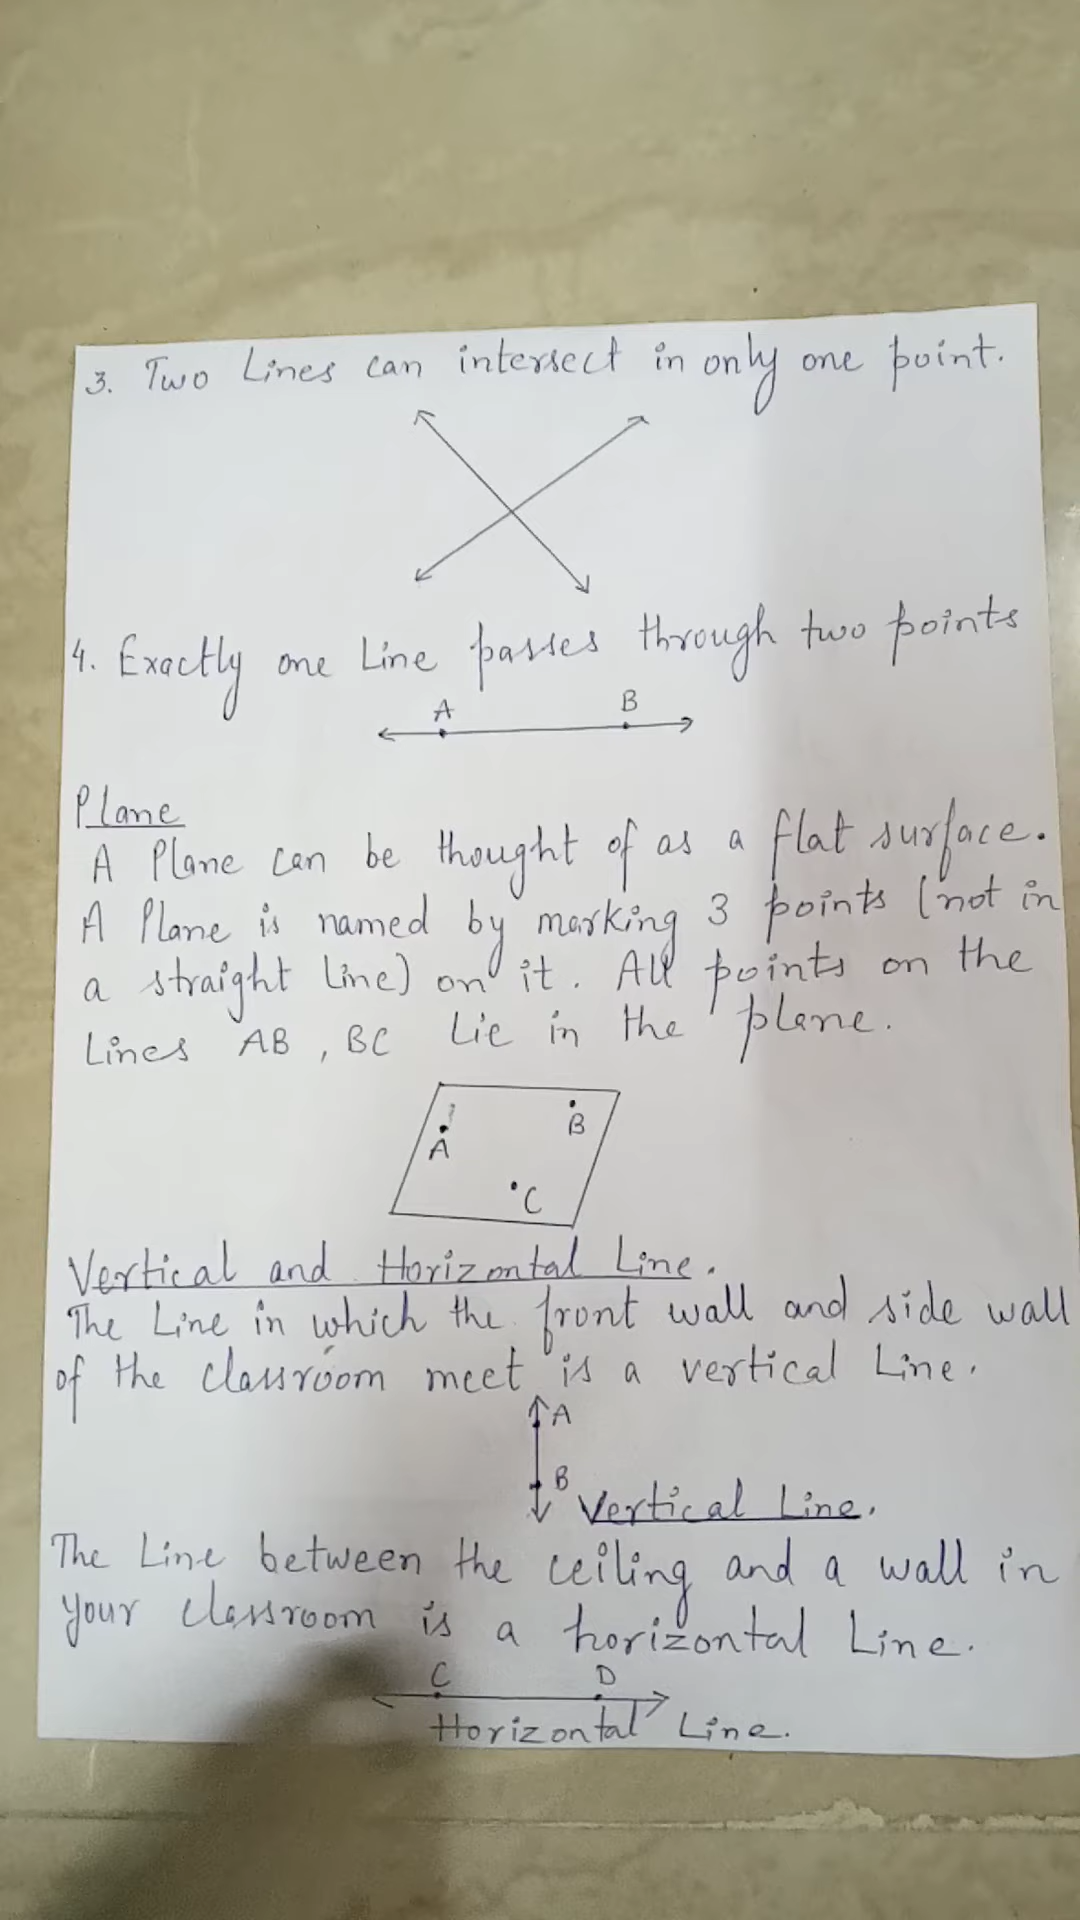 3. Two Lines can intersect in only one point.
4. Exactly one Line passes through two points
A B
Plane
A Plane can be thought of as a flat surface.
A Plane is named by marking 3 points (not in
a straight line) on it. All points on the
Lines AB, BC Lie in the plane.
A B
C
Vertical and Horizontal Line.
The Line in which the front wall and side wall
of the classroom meet is a vertical Line.
A
B
Vertical Line.
The Line between the ceiling and a wall in
your classroom is a horizontal Line.
C D
Horizontal Line.